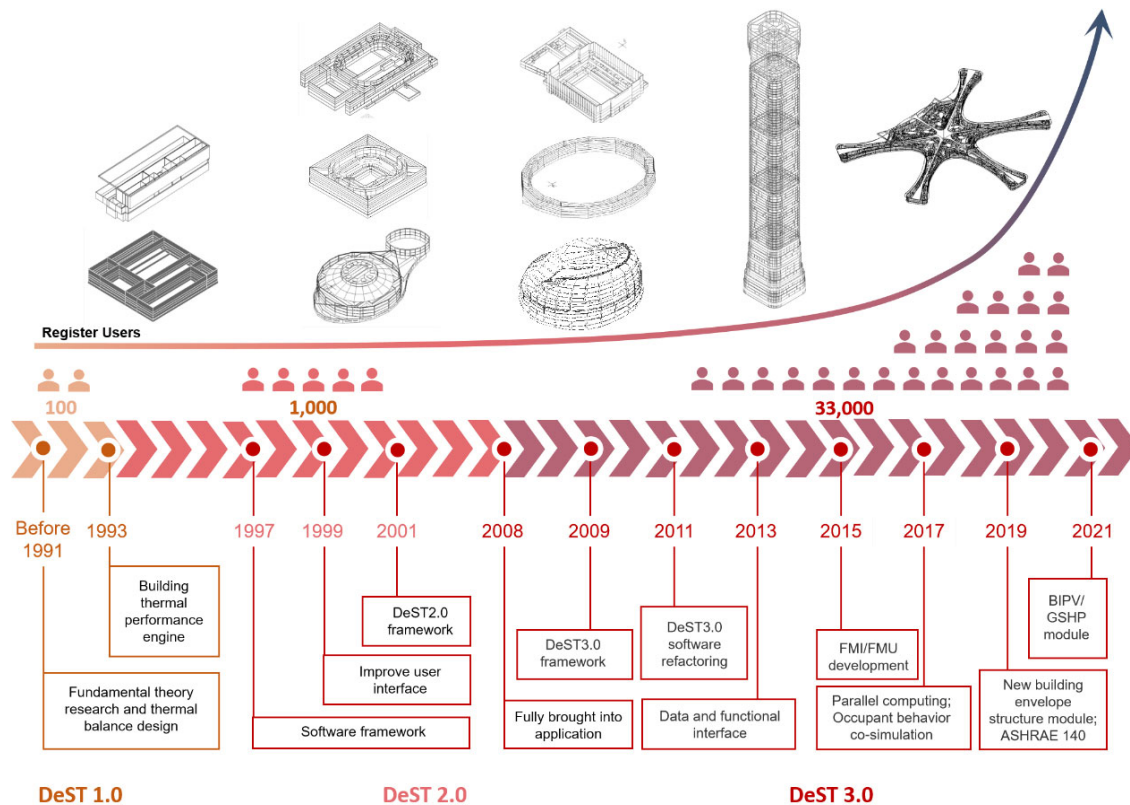 Register Users
100
1,000
33,000
Before
1991
1993
1997
1999
2001
2008
2009
2011
2013
2015
2017
2019
2021
Building
thermal
performance
engine
Fundamental theory
research and thermal
balance design
DeST2.0
framework
Improve user
interface
Software framework
DeST3.0
framework
Fully brought into
application
DeST3.0
software
refactoring
Data and functional
interface
FMI/FMU
development
Parallel computing;
Occupant behavior
co-simulation
BIPV/
GSHP
module
New building
envelope
structure module;
ASHRAE 140
DeST 1.0
DeST 2.0
DeST 3.0